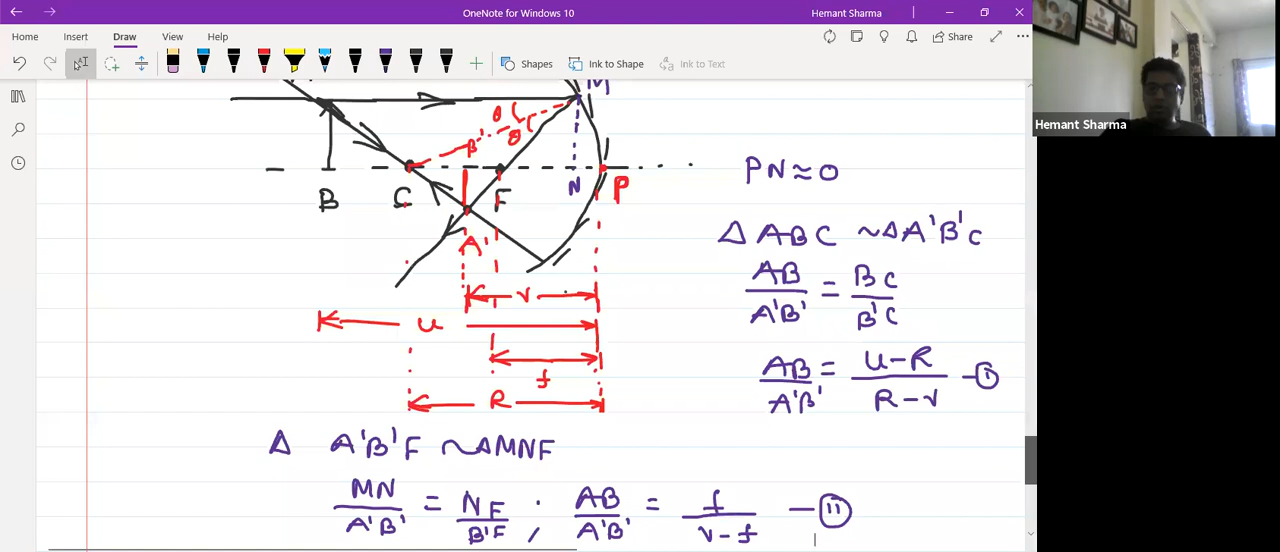 OneNote for Windows 10
Hemant Sharma
Home Insert Draw View Help
Share
Shapes Ink to Shape Ink to Text
Hemant Sharma
M
θ
θ
B'
B C F N P
A'
v
u
f
R
PN ≈ 0
Δ ABC ~ Δ A'B'C
AB/A'B' = BC/B'C
AB/A'B' = u-R/R-v —(i)
Δ A'B'F ~ ΔMNF
MN/A'B' = NF/B'F ; AB/A'B' = f/v-f —(ii)